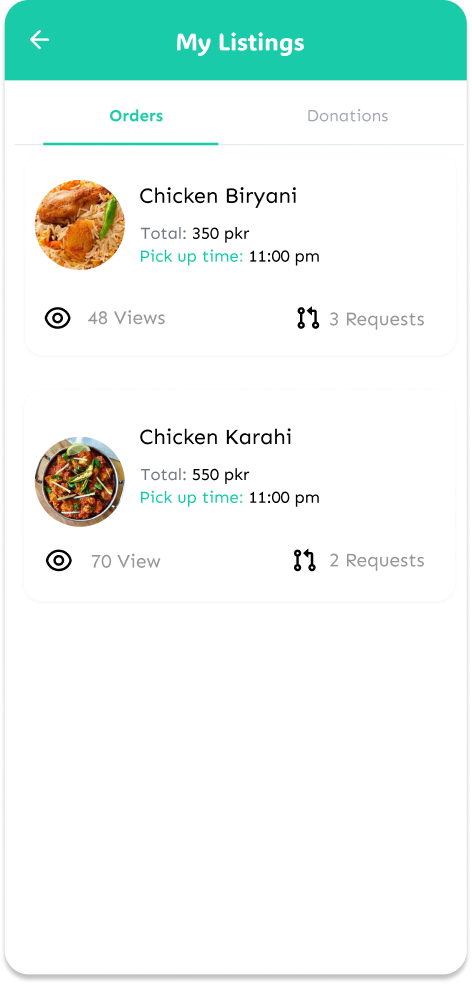 My Listings
Orders Donations
Chicken Biryani
Total: 350 pkr
Pick up time: 11:00 pm
48 Views 3 Requests
Chicken Karahi
Total: 550 pkr
Pick up time: 11:00 pm
70 View 2 Requests